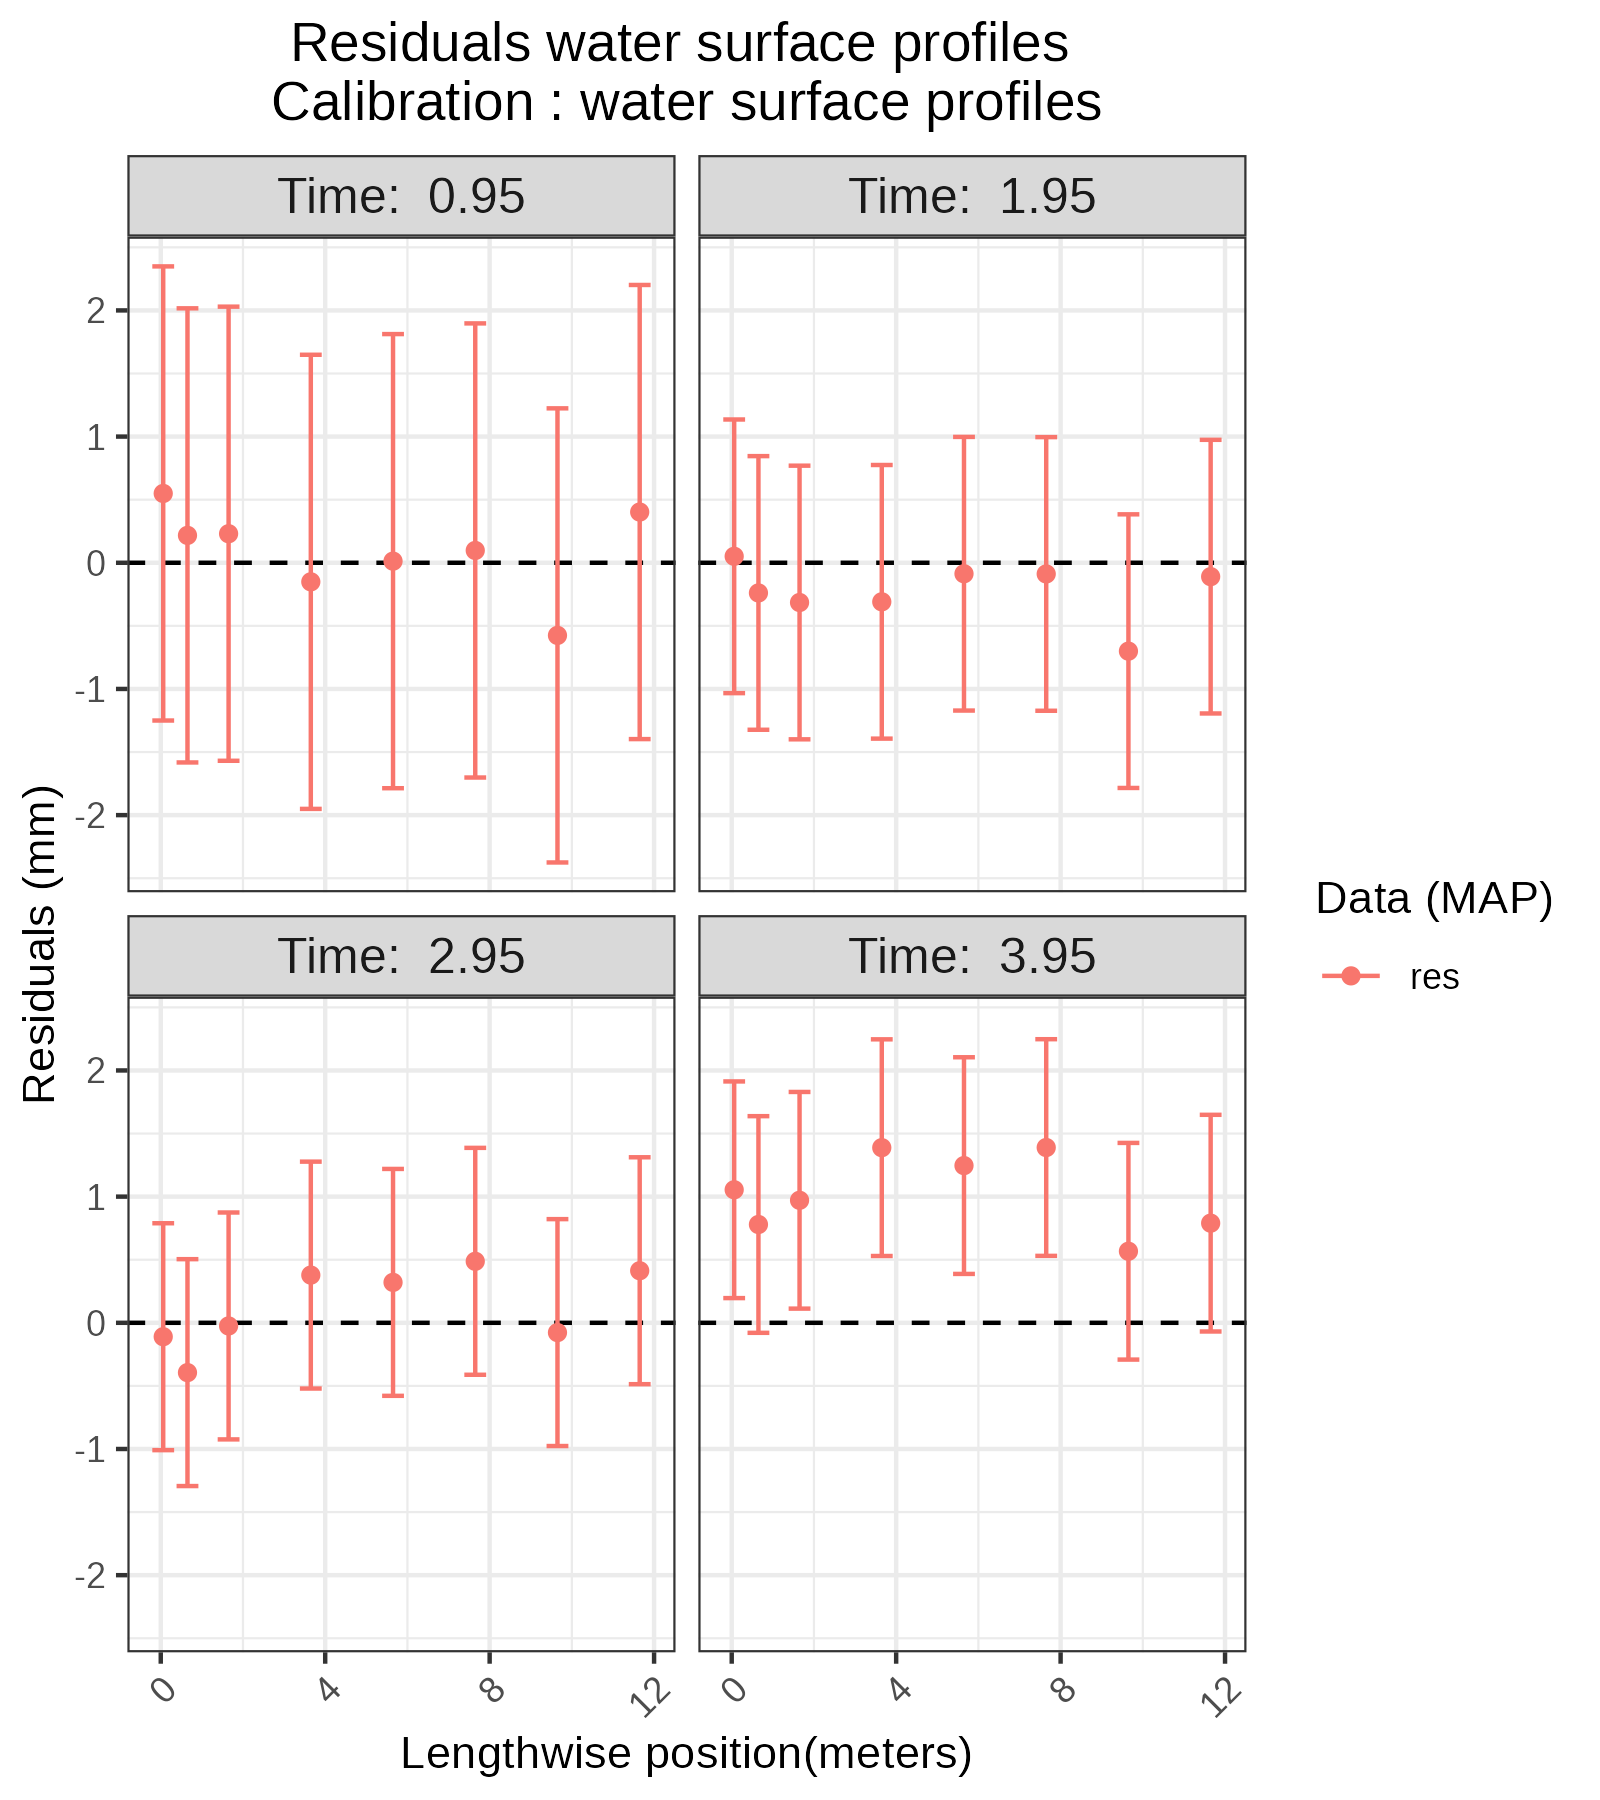 Residuals water surface profiles
Calibration : water surface profiles
Time:  0.95
Time:  1.95
2
1
0
-1
-2
Time:  2.95
Time:  3.95
2
1
0
-1
-2
0
4
8
12
0
4
8
12
Lengthwise position(meters)
Residuals (mm)
Data (MAP)
res